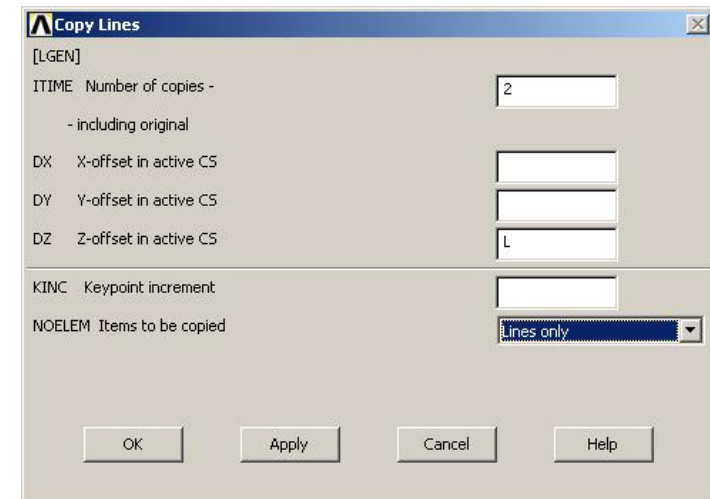 Copy Lines
[LGEN]
ITIME Number of copies - 2
- including original
DX X-offset in active CS
DY Y-offset in active CS
DZ Z-offset in active CS L
KINC Keypoint increment
NOELEM Items to be copied Lines only
OK Apply Cancel Help